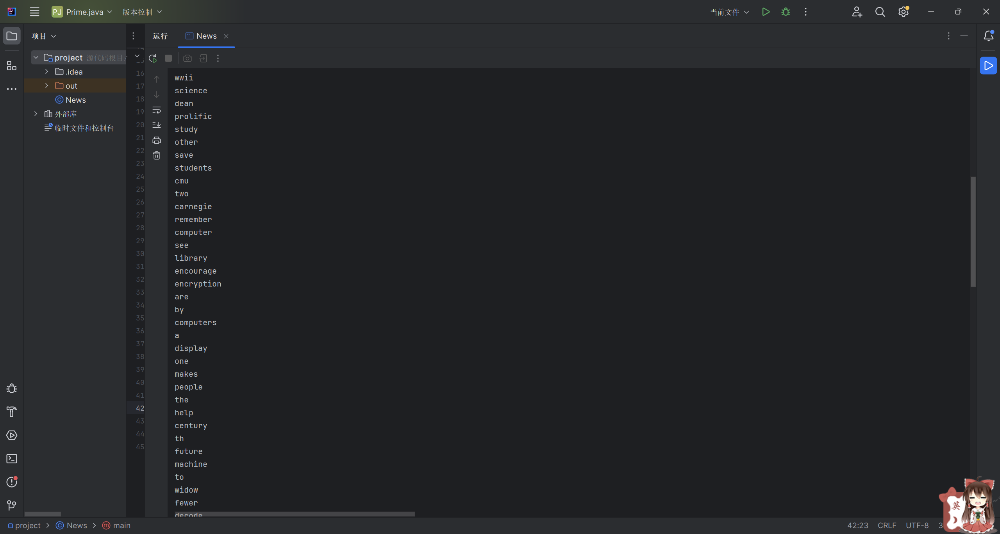 PJ Prime.java 版本控制 当前文件
项目 运行 News
project 源代码根目录
.idea
out
News
外部库
临时文件和控制台
16
17
18
19
20
21
22
23
24
25
26
27
28
29
30
31
32
33
34
35
36
37
38
39
40
41
42
43
44
45
wwii
science
dean
prolific
study
other
save
students
cmu
two
carnegie
remember
computer
see
library
encourage
encryption
are
by
computers
a
display
one
makes
people
the
help
century
th
future
machine
to
widow
fewer
decode
英
project > News > main 42:23 CRLF UTF-8